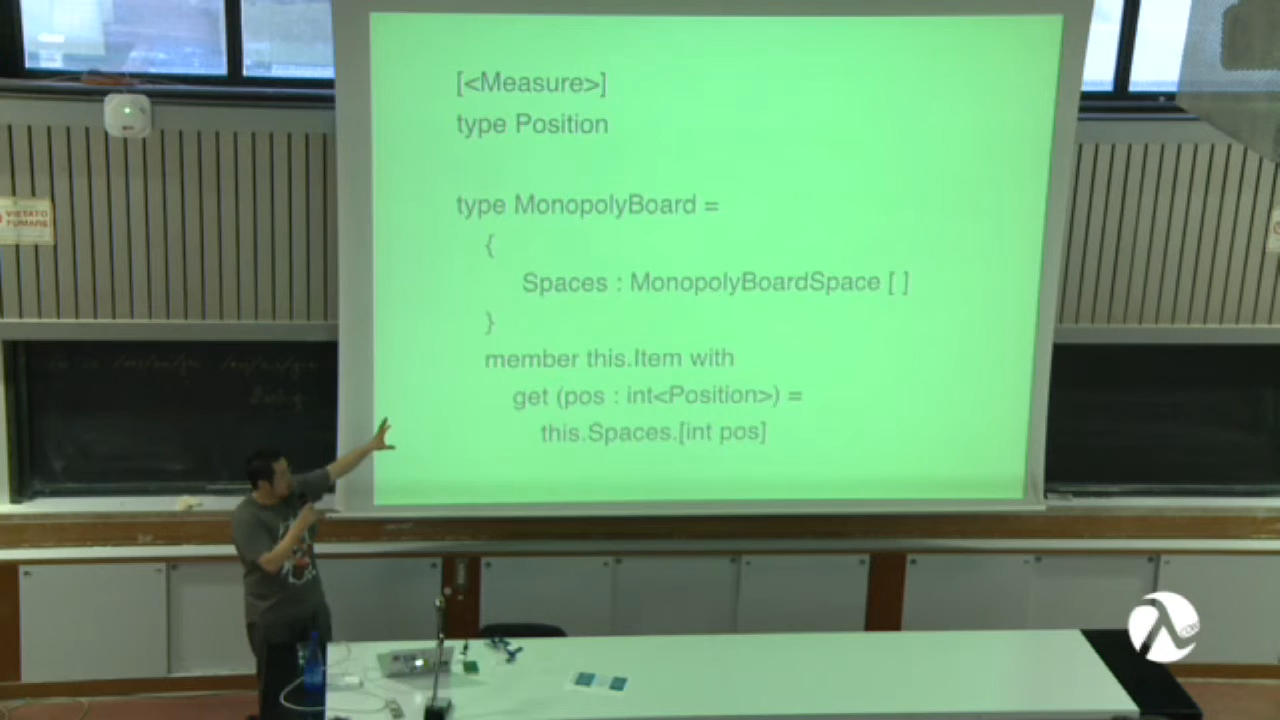 [<Measure>]
type Position
type MonopolyBoard =
{
Spaces : MonopolyBoardSpace [ ]
}
member this.Item with
get (pos : int<Position>) =
this.Spaces.[int pos]
VIETATO
FUMARE
λ